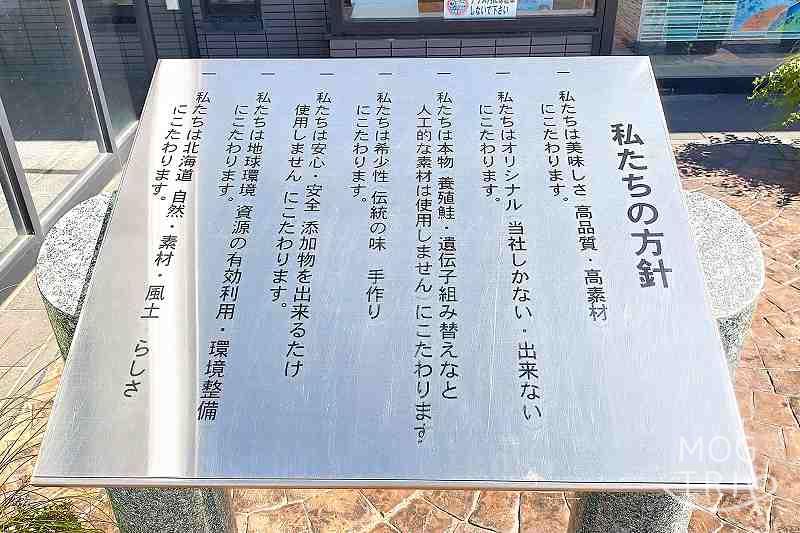 私たちの方針
一 私たちは美味しさ 高品質・高素材
にこだわります。
一 私たちはオリジナル 当社しかない・出来ない
にこだわります。
一 私たちは本物 養殖鮭・遺伝子組み替えなど
人工的な素材は使用しません にこだわります。
一 私たちは希少性 伝統の味 手作り
にこだわります。
一 私たちは安心・安全 添加物を出来るたけ
使用しません にこだわります。
一 私たちは地球環境 資源の有効利用・環境整備
にこだわります。
一 私たちは北海道 自然・素材・風土 らしさ
にこだわります。
しないで下さい
MOG
TRIP